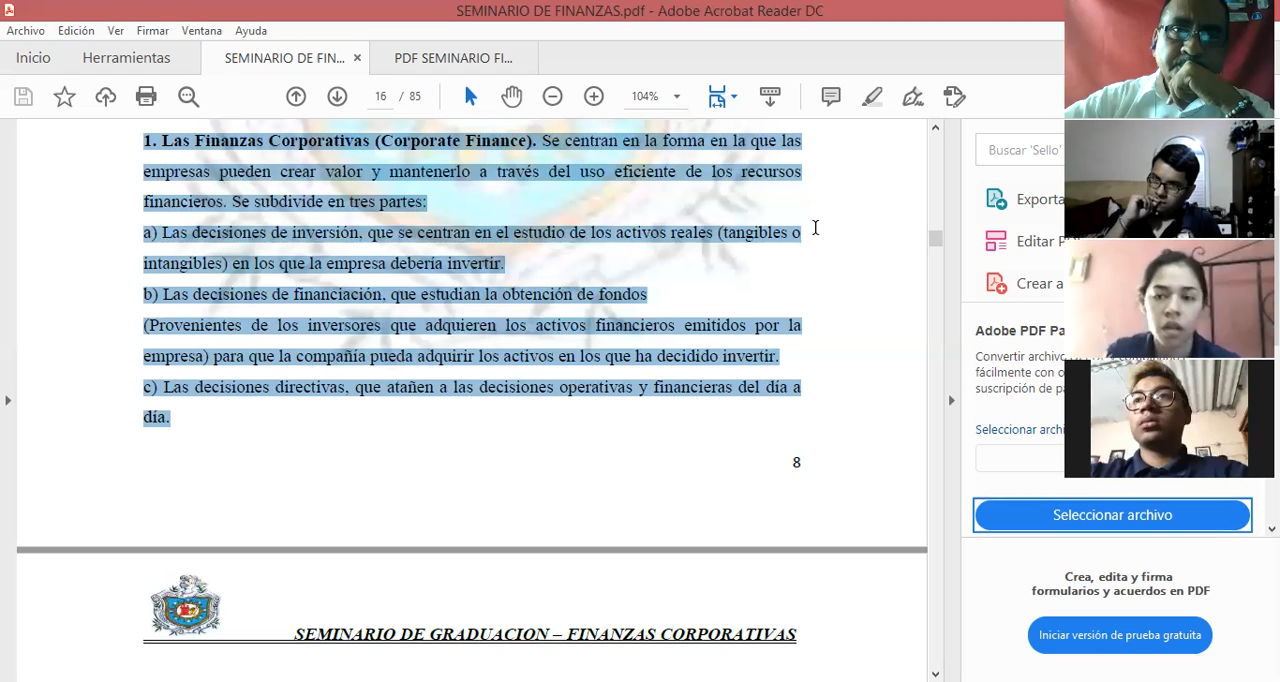 SEMINARIO DE FINANZAS.pdf - Adobe Acrobat Reader DC
Archivo Edición Ver Firmar Ventana Ayuda
Inicio Herramientas SEMINARIO DE FIN... × PDF SEMINARIO FI...
16 / 85 104%
1. Las Finanzas Corporativas (Corporate Finance). Se centran en la forma en la que las
empresas pueden crear valor y mantenerlo a través del uso eficiente de los recursos
financieros. Se subdivide en tres partes:
a) Las decisiones de inversión, que se centran en el estudio de los activos reales (tangibles o
intangibles) en los que la empresa debería invertir.
b) Las decisiones de financiación, que estudian la obtención de fondos
(Provenientes de los inversores que adquieren los activos financieros emitidos por la
empresa) para que la compañía pueda adquirir los activos en los que ha decidido invertir.
c) Las decisiones directivas, que atañen a las decisiones operativas y financieras del día a
día.
8
SEMINARIO DE GRADUACION – FINANZAS CORPORATIVAS
Buscar 'Sello'
Exporta
Editar P
Crear a
Adobe PDF Pa
Convertir archiv
fácilmente con o
suscripción de pa
Seleccionar archi
Seleccionar archivo
Crea, edita y firma
formularios y acuerdos en PDF
Iniciar versión de prueba gratuita